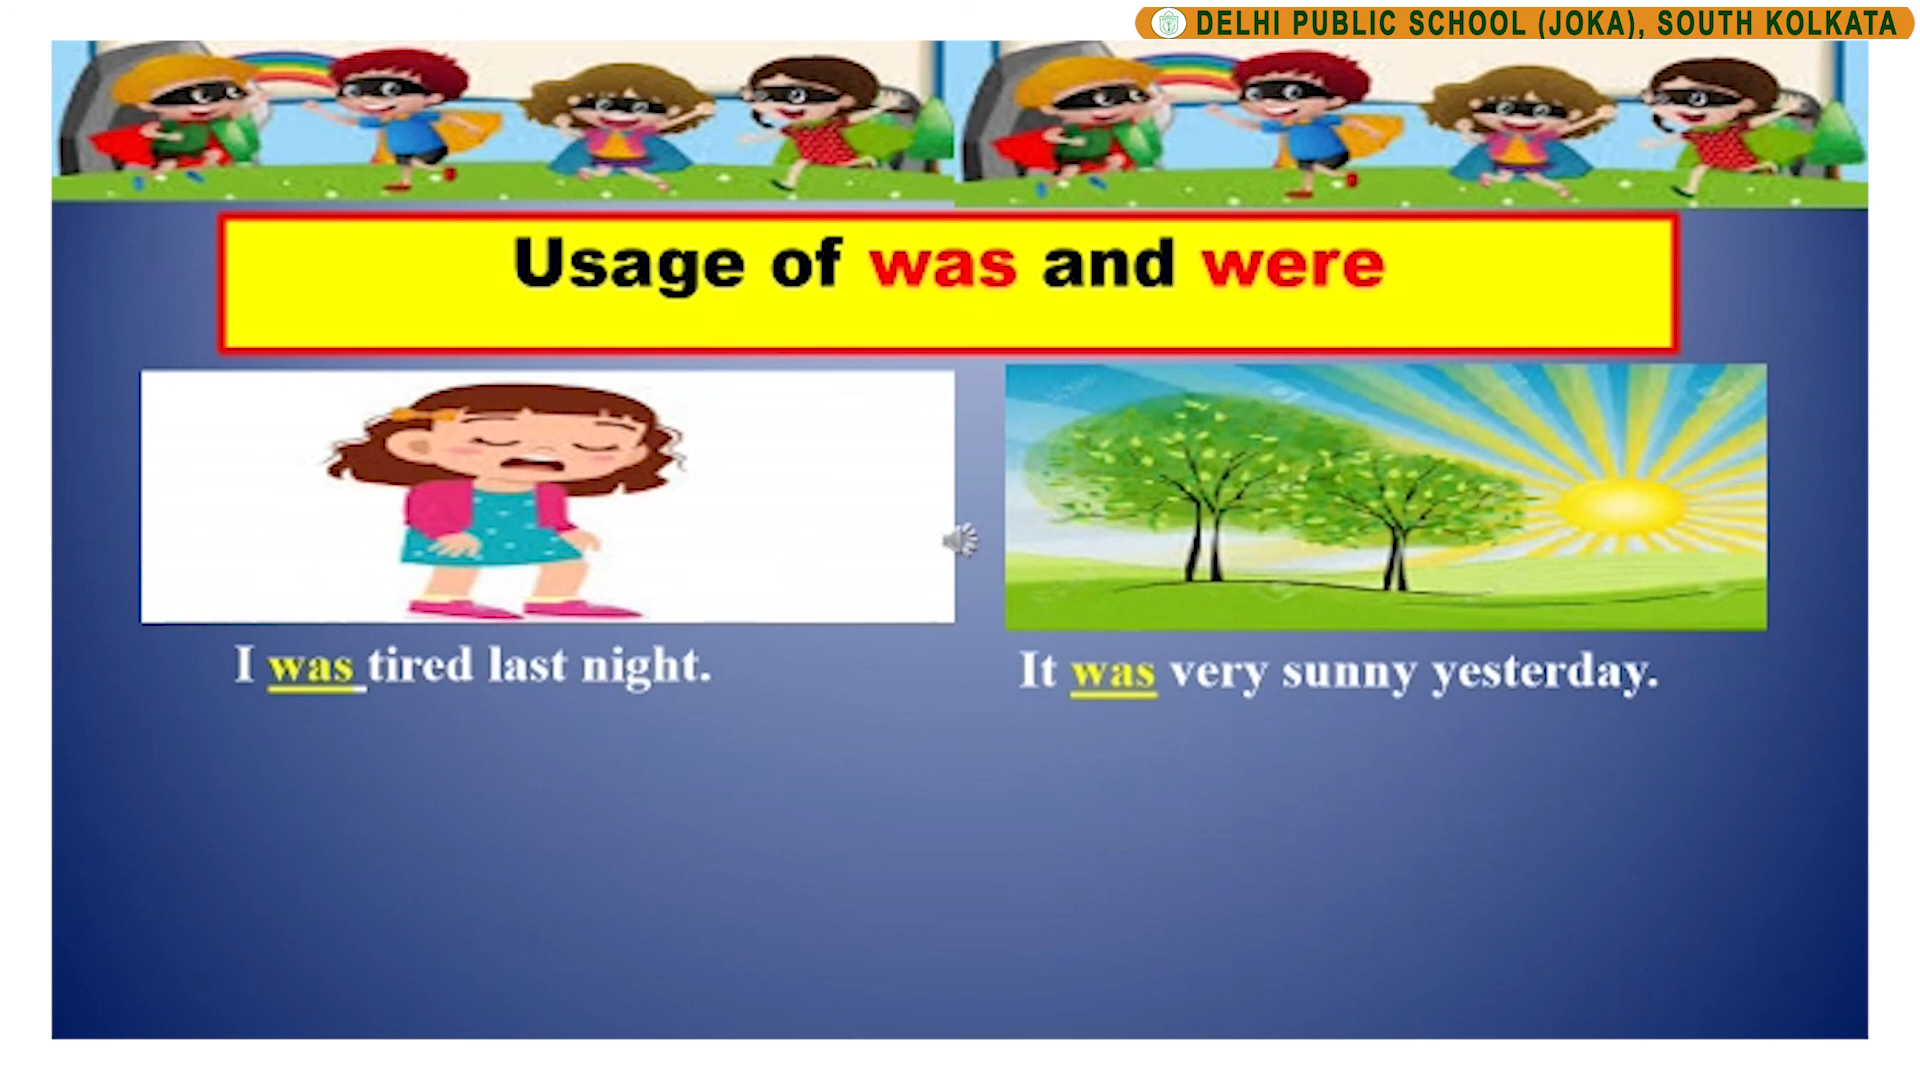 DELHI PUBLIC SCHOOL (JOKA), SOUTH KOLKATA
Usage of was and were
I was tired last night.
It was very sunny yesterday.